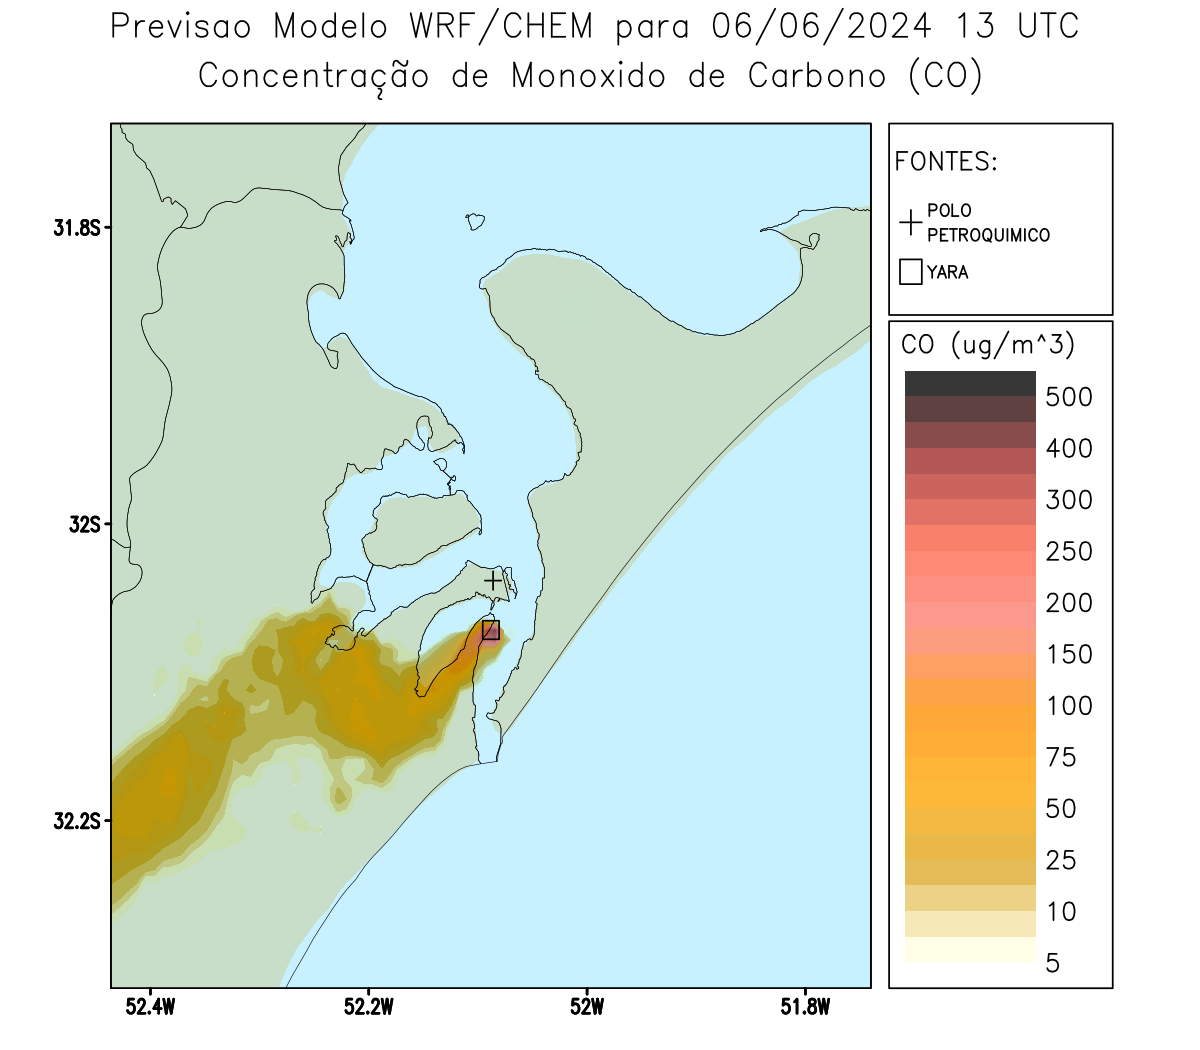 Previsao Modelo WRF/CHEM para 06/06/2024 13 UTC
Concentração de Monoxido de Carbono (CO)
FONTES:
POLO
PETROQUIMICO
YARA
CO (ug/m^3)
500
400
300
250
200
150
100
75
50
25
10
5
31.8S
32S
32.2S
52.4W
52.2W
52W
51.8W